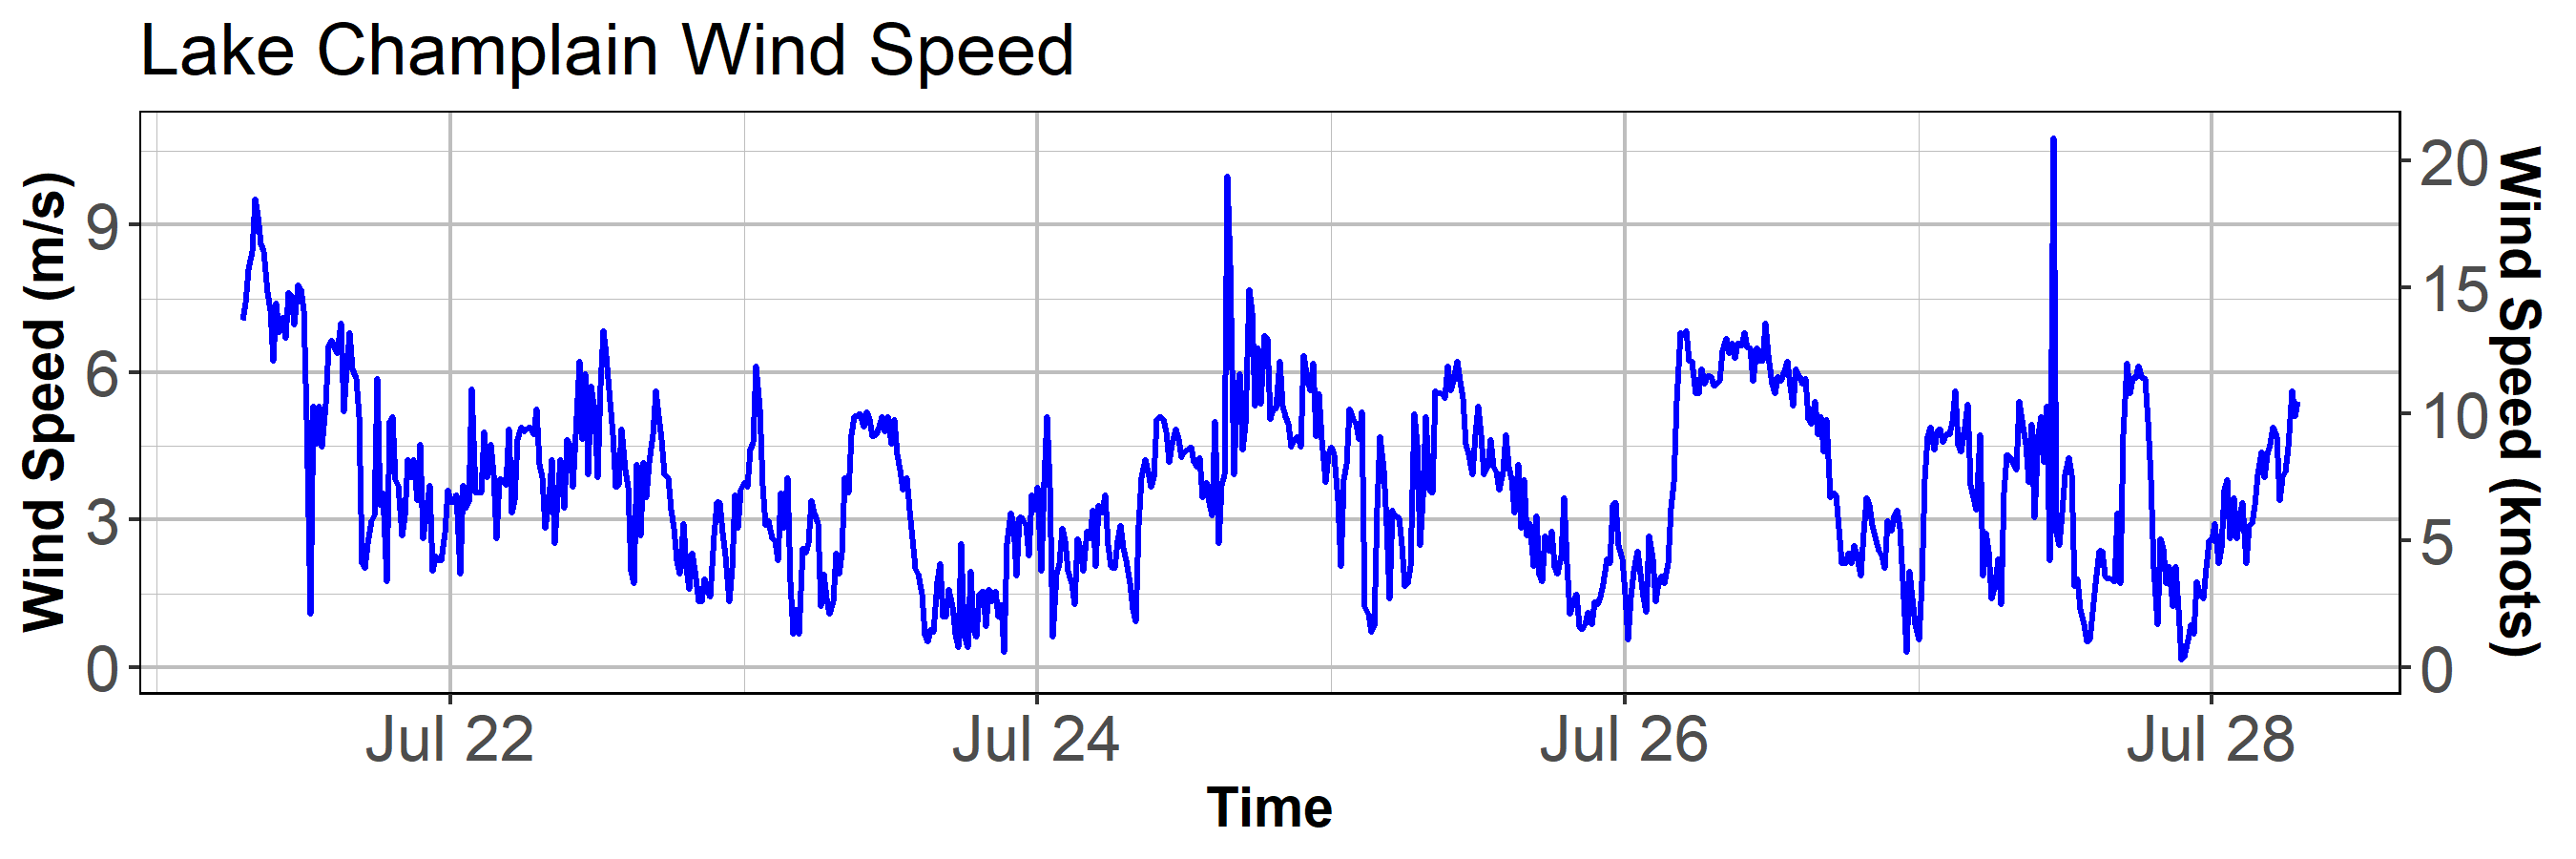 Lake Champlain Wind Speed
Wind Speed (m/s)
9
6
3
0
20
15
10
5
0
Wind Speed (knots)
Jul 22 Jul 24 Jul 26 Jul 28
Time